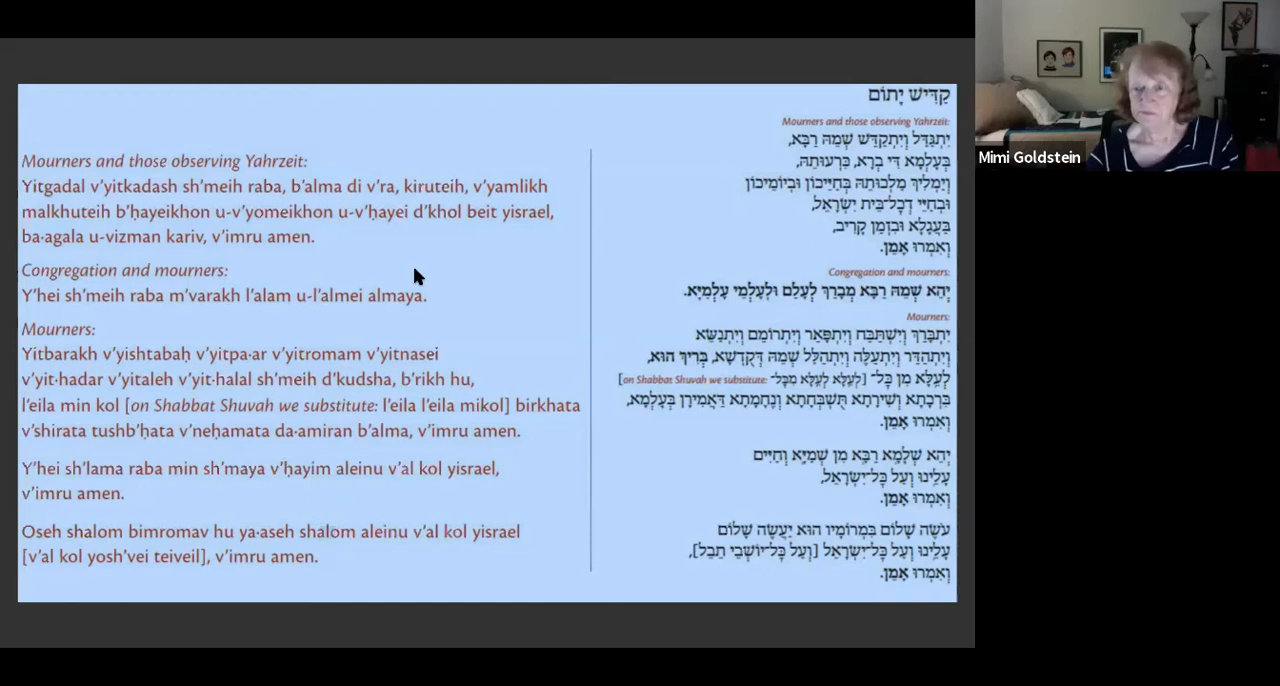 Mourners and those observing Yahrzeit:
Yitgadal v’yitkadash sh’meih raba, b’alma di v’ra, kiruteih, v’yamlikh
malkhuteih b’ḥayeikhon u-v’yomeikhon u-v’ḥayei d’khol beit yisrael,
ba·agala u-vizman kariv, v’imru amen.
Congregation and mourners:
Y’hei sh’meih raba m’varakh l’alam u-l’almei almaya.
Mourners:
Yitbarakh v’yishtabaḥ v’yitpa·ar v’yitromam v’yitnasei
v’yit·hadar v’yitaleh v’yit·halal sh’meih d’kudsha, b’rikh hu,
l’eila min kol [on Shabbat Shuvah we substitute: l’eila l’eila mikol] birkhata
v’shirata tushb’ḥata v’neḥamata da·amiran b’alma, v’imru amen.
Y’hei sh’lama raba min sh’maya v’ḥayim aleinu v’al kol yisrael,
v’imru amen.
Oseh shalom bimromav hu ya·aseh shalom aleinu v’al kol yisrael
[v’al kol yosh’vei teiveil], v’imru amen.
קַדִּישׁ יָתוֹם
Mourners and those observing Yahrzeit:
יִתְגַּדַּל וְיִתְקַדַּשׁ שְׁמֵהּ רַבָּא,
בְּעָלְמָא דִּי בְרָא, כִּרְעוּתֵהּ,
וְיַמְלִיךְ מַלְכוּתֵהּ בְּחַיֵּיכוֹן וּבְיוֹמֵיכוֹן
וּבְחַיֵּי דְכׇל־בֵּית יִשְׂרָאֵל,
בַּעֲגָלָא וּבִזְמַן קָרִיב,
וְאִמְרוּ אָמֵן.
Congregation and mourners:
יְהֵא שְׁמֵהּ רַבָּא מְבָרַךְ לְעָלַם וּלְעָלְמֵי עָלְמַיָּא.
Mourners:
יִתְבָּרַךְ וְיִשְׁתַּבַּח וְיִתְפָּאַר וְיִתְרוֹמַם וְיִתְנַשֵּׂא
וְיִתְהַדַּר וְיִתְעַלֶּה וְיִתְהַלַּל שְׁמֵהּ דְּקֻדְשָׁא, בְּרִיךְ הוּא,
לְעֵלָּא מִן כׇּל־ [לְעֵלָּא לְעֵלָּא מִכׇּל־ on Shabbat Shuvah we substitute:]
בִּרְכָתָא וְשִׁירָתָא תֻּשְׁבְּחָתָא וְנֶחָמָתָא דַּאֲמִירָן בְּעָלְמָא,
וְאִמְרוּ אָמֵן.
יְהֵא שְׁלָמָא רַבָּא מִן שְׁמַיָּא וְחַיִּים
עָלֵינוּ וְעַל כׇּל־יִשְׂרָאֵל,
וְאִמְרוּ אָמֵן.
עֹשֶׂה שָׁלוֹם בִּמְרוֹמָיו הוּא יַעֲשֶׂה שָׁלוֹם
עָלֵינוּ וְעַל כׇּל־יִשְׂרָאֵל [וְעַל כׇּל־יוֹשְׁבֵי תֵבֵל],
וְאִמְרוּ אָמֵן.
Mimi Goldstein